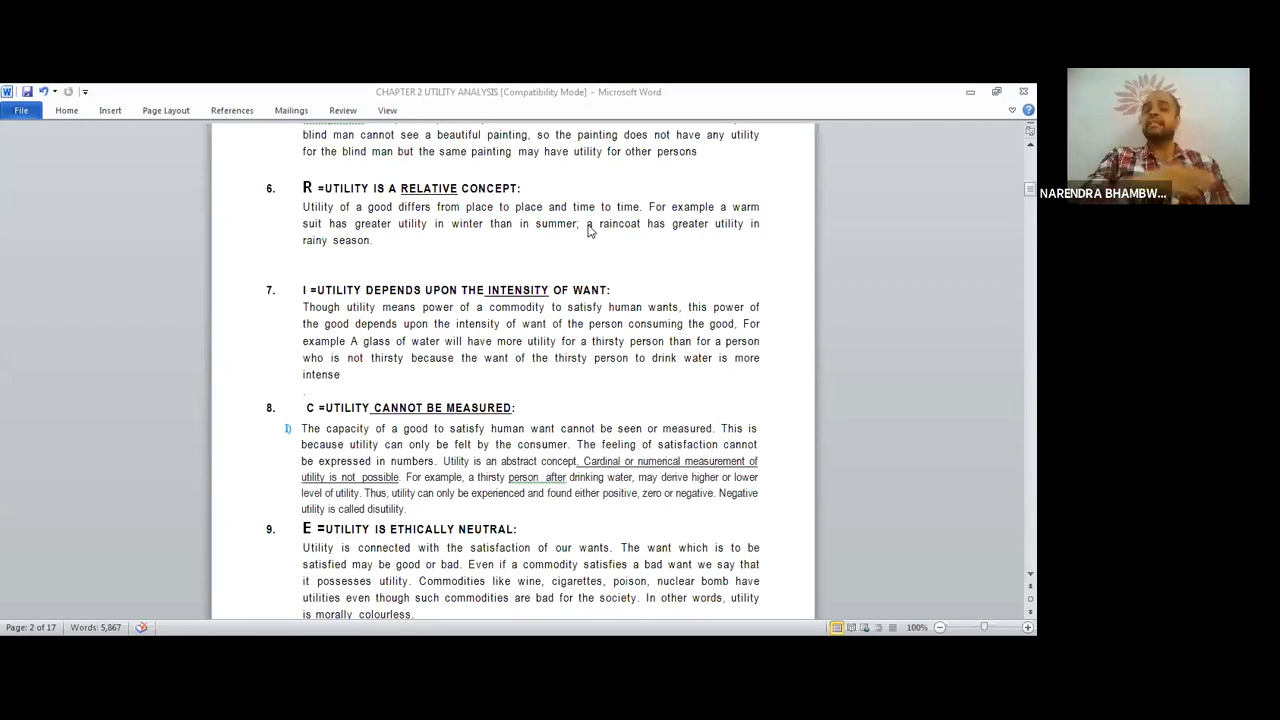 CHAPTER 2 UTILITY ANALYSIS [Compatibility Mode] - Microsoft Word
File Home Insert Page Layout References Mailings Review View
blind man cannot see a beautiful painting, so the painting does not have any utility
for the blind man but the same painting may have utility for other persons
6. R =UTILITY IS A RELATIVE CONCEPT:
Utility of a good differs from place to place and time to time. For example a warm
suit has greater utility in winter than in summer; a raincoat has greater utility in
rainy season.
7. I =UTILITY DEPENDS UPON THE INTENSITY OF WANT:
Though utility means power of a commodity to satisfy human wants, this power of
the good depends upon the intensity of want of the person consuming the good, For
example A glass of water will have more utility for a thirsty person than for a person
who is not thirsty because the want of the thirsty person to drink water is more
intense
.
8. C =UTILITY CANNOT BE MEASURED:
I) The capacity of a good to satisfy human want cannot be seen or measured. This is
because utility can only be felt by the consumer. The feeling of satisfaction cannot
be expressed in numbers. Utility is an abstract concept. Cardinal or numerical measurement of
utility is not possible. For example, a thirsty person after drinking water, may derive higher or lower
level of utility. Thus, utility can only be experienced and found either positive, zero or negative. Negative
utility is called disutility.
9. E =UTILITY IS ETHICALLY NEUTRAL:
Utility is connected with the satisfaction of our wants. The want which is to be
satisfied may be good or bad. Even if a commodity satisfies a bad want we say that
it possesses utility. Commodities like wine, cigarettes, poison, nuclear bomb have
utilities even though such commodities are bad for the society. In other words, utility
is morally colourless.
Page: 2 of 17 Words: 5,867 100%
NARENDRA BHAMBW...